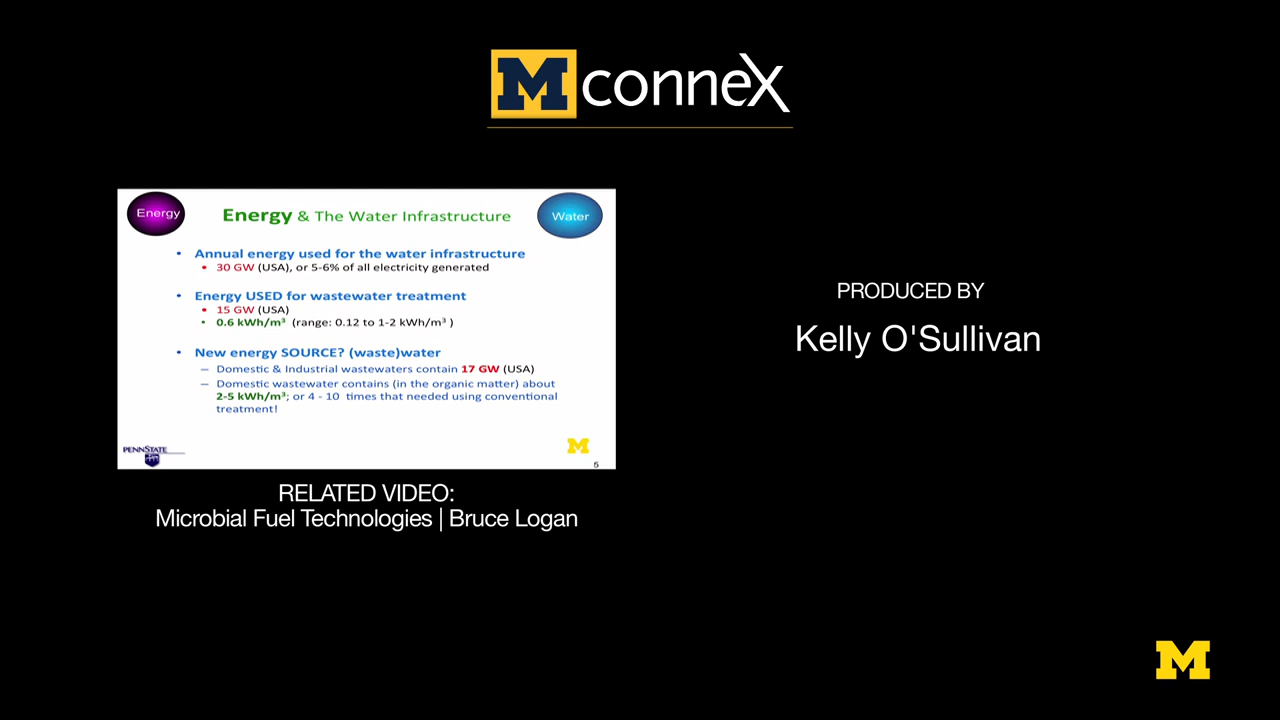 M conneX
Energy
Energy & The Water Infrastructure
Water
• Annual energy used for the water infrastructure
• 30 GW (USA), or 5-6% of all electricity generated
• Energy USED for wastewater treatment
• 15 GW (USA)
• 0.6 kWh/m³ (range: 0.12 to 1-2 kWh/m³ )
• New energy SOURCE? (waste)water
– Domestic & Industrial wastewaters contain 17 GW (USA)
– Domestic wastewater contains (in the organic matter) about
2-5 kWh/m³; or 4 - 10 times that needed using conventional
treatment!
PENNSTATE
M
5
RELATED VIDEO:
Microbial Fuel Technologies | Bruce Logan
PRODUCED BY
Kelly O'Sullivan
M